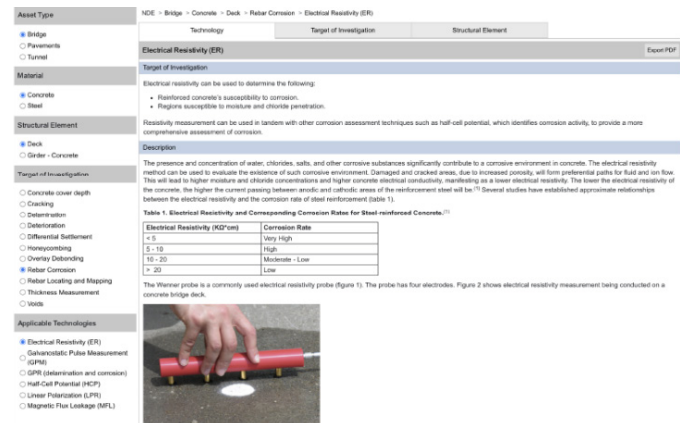 Asset Type
Bridge
Pavements
Tunnel
Material
Concrete
Steel
Structural Element
Deck
Girder - Concrete
Target of Investigation
Concrete cover depth
Cracking
Delamination
Deterioration
Differential Settlement
Honeycombing
Overlay Debonding
Rebar Corrosion
Rebar Locating and Mapping
Thickness Measurement
Voids
Applicable Technologies
Electrical Resistivity (ER)
Galvanostatic Pulse Measurement
(GPM)
GPR (delamination and corrosion)
Half-Cell Potential (HCP)
Linear Polarization (LPR)
Magnetic Flux Leakage (MFL)
NDE > Bridge > Concrete > Deck > Rebar Corrosion > Electrical Resistivity (ER)
Technology Target of Investigation Structural Element
Electrical Resistivity (ER) Export PDF
Target of Investigation
Electrical resistivity can be used to determine the following:
• Reinforced concrete's susceptibility to corrosion.
• Regions susceptible to moisture and chloride penetration.
Resistivity measurement can be used in tandem with other corrosion assessment techniques such as half-cell potential, which identifies corrosion activity, to provide a more
comprehensive assessment of corrosion.
Description
The presence and concentration of water, chlorides, salts, and other corrosive substances significantly contribute to a corrosive environment in concrete. The electrical resistivity
method can be used to evaluate the existence of such corrosive environment. Damaged and cracked areas, due to increased porosity, will form preferential paths for fluid and ion flow.
This will lead to higher moisture and chloride concentrations and higher concrete electrical conductivity, manifesting as a lower electrical resistivity. The lower the electrical resistivity of
the concrete, the higher the current passing between anodic and cathodic areas of the reinforcement steel will be.[1] Several studies have established approximate relationships
between the electrical resistivity and the corrosion rate of steel reinforcement (table 1).
Table 1. Electrical Resistivity and Corresponding Corrosion Rates for Steel-reinforced Concrete.[1]
Electrical Resistivity (KΩ*cm) Corrosion Rate
< 5 Very High
5 - 10 High
10 - 20 Moderate - Low
> 20 Low
The Wenner probe is a commonly used electrical resistivity probe (figure 1). The probe has four electrodes. Figure 2 shows electrical resistivity measurement being conducted on a
concrete bridge deck.